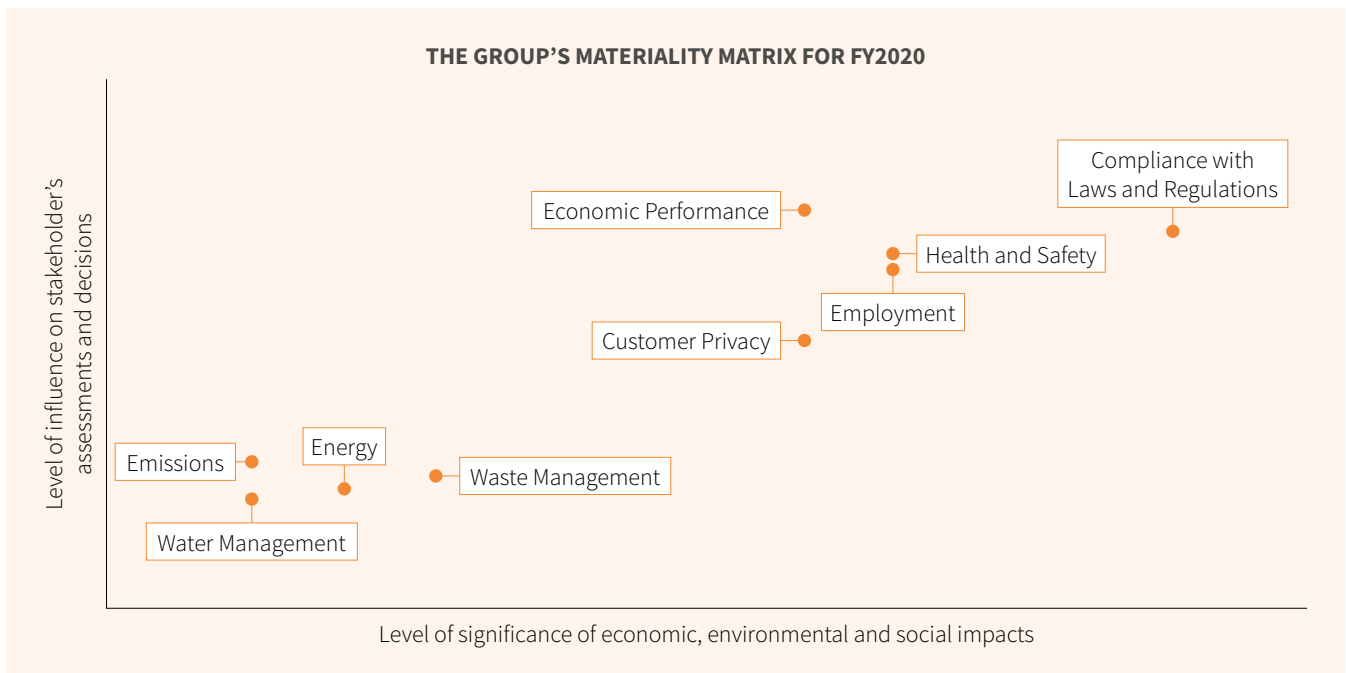 THE GROUP’S MATERIALITY MATRIX FOR FY2020
Level of influence on stakeholder’s
assessments and decisions
Compliance with
Laws and Regulations
Economic Performance
Health and Safety
Employment
Customer Privacy
Energy
Emissions
Waste Management
Water Management
Level of significance of economic, environmental and social impacts